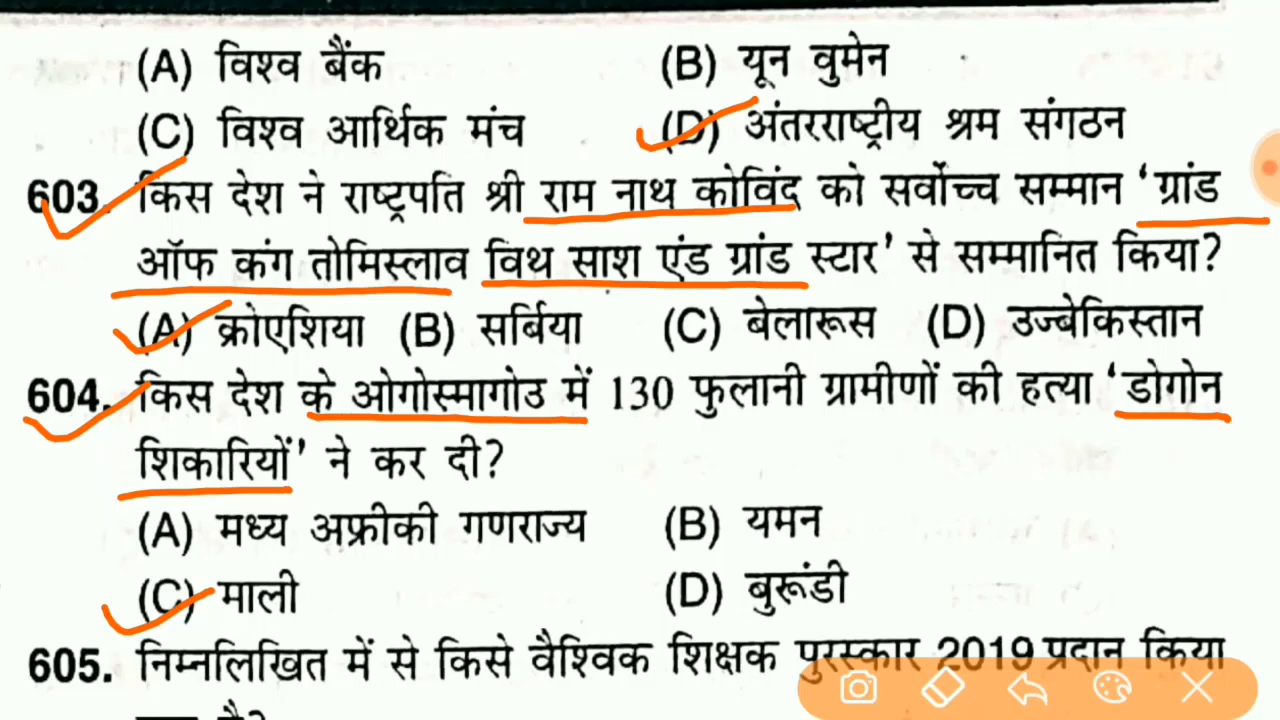 (A) विश्व बैंक (B) यून वुमेन
(C) विश्व आर्थिक मंच (D) अंतरराष्ट्रीय श्रम संगठन
603. किस देश ने राष्ट्रपति श्री राम नाथ कोविंद को सर्वोच्च सम्मान ‘ग्रांड
ऑफ कंग तोमिस्लाव विथ साश एंड ग्रांड स्टार’ से सम्मानित किया?
(A) क्रोएशिया (B) सर्बिया (C) बेलारूस (D) उज्बेकिस्तान
604. किस देश के ओगोस्मागोउ में 130 फुलानी ग्रामीणों की हत्या ‘डोगोन
शिकारियों’ ने कर दी?
(A) मध्य अफ्रीकी गणराज्य (B) यमन
(C) माली (D) बुरूंडी
605. निम्नलिखित में से किसे वैश्विक शिक्षक पुरस्कार 2019 प्रदान किया